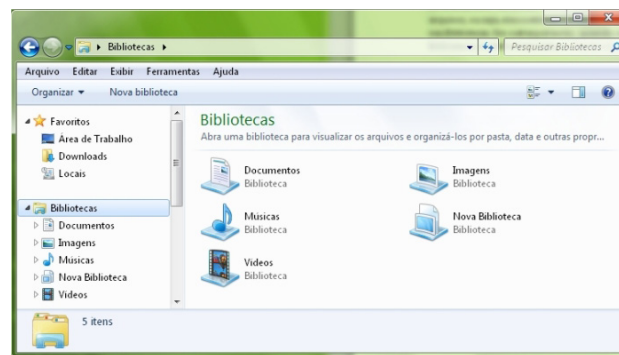 Bibliotecas
Pesquisar Bibliotecas
Arquivo Editar Exibir Ferramentas Ajuda
Organizar Nova biblioteca
Favoritos
Área de Trabalho
Downloads
Locais
Bibliotecas
Documentos
Imagens
Músicas
Nova Biblioteca
Vídeos
Bibliotecas
Abra uma biblioteca para visualizar os arquivos e organizá-los por pasta, data e outras propr...
Documentos
Biblioteca
Imagens
Biblioteca
Músicas
Biblioteca
Nova Biblioteca
Biblioteca
Vídeos
Biblioteca
5 itens